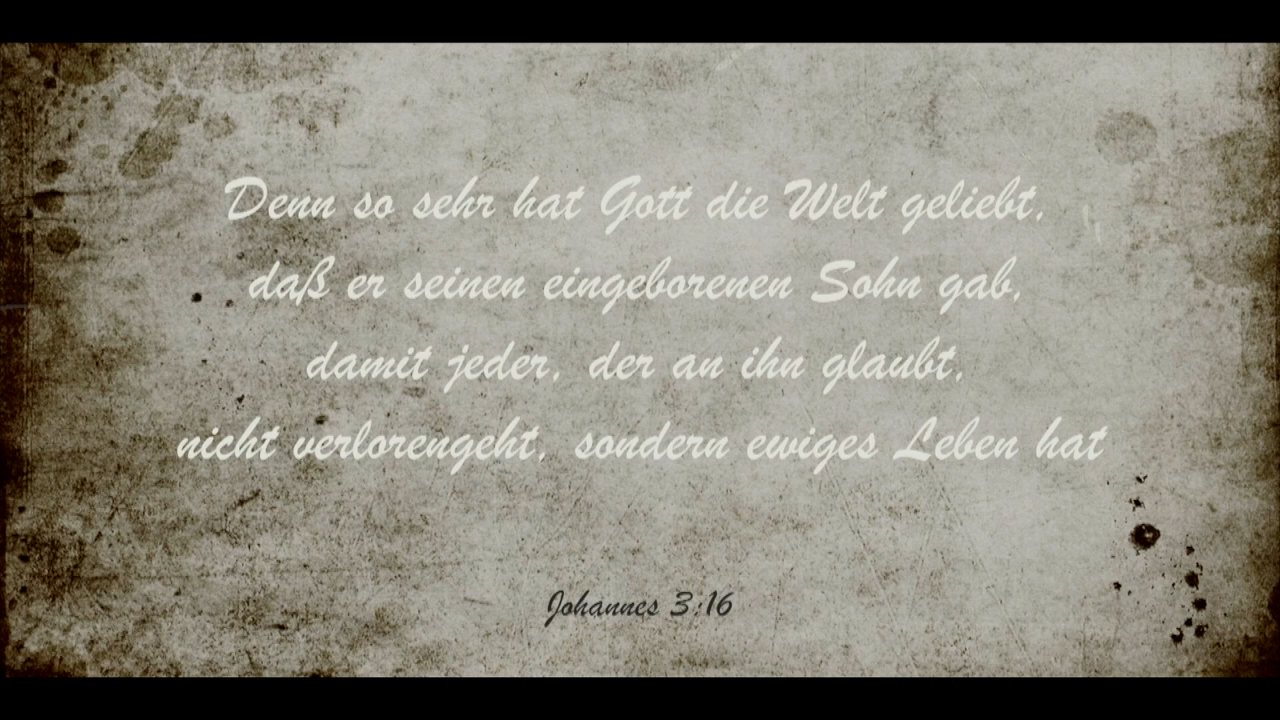 Denn so sehr hat Gott die Welt geliebt,
daß er seinen eingeborenen Sohn gab,
damit jeder, der an ihn glaubt,
nicht verlorengeht, sondern ewiges Leben hat
Johannes 3:16